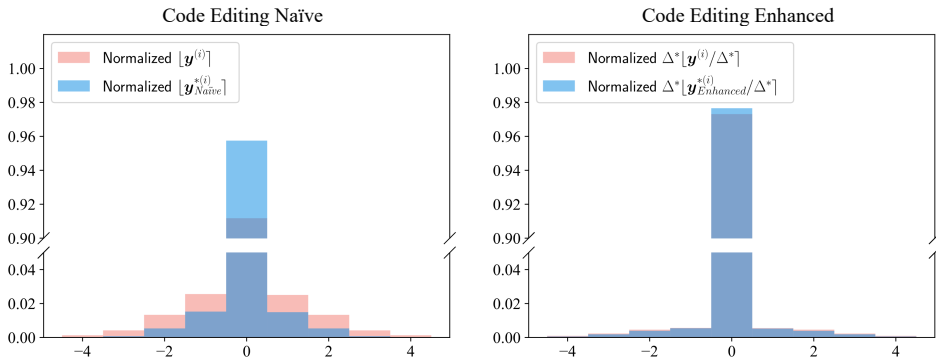 Code Editing Naïve
Normalized ⌊y^(i)⌉
Normalized ⌊y^*(i)_Naïve⌉
1.00
0.98
0.96
0.94
0.92
0.90
0.04
0.02
0.00
−4 −2 0 2 4
Code Editing Enhanced
Normalized Δ*⌊y^(i)/Δ*⌉
Normalized Δ*⌊y^*(i)_Enhanced/Δ*⌉
1.00
0.98
0.96
0.94
0.92
0.90
0.04
0.02
0.00
−4 −2 0 2 4